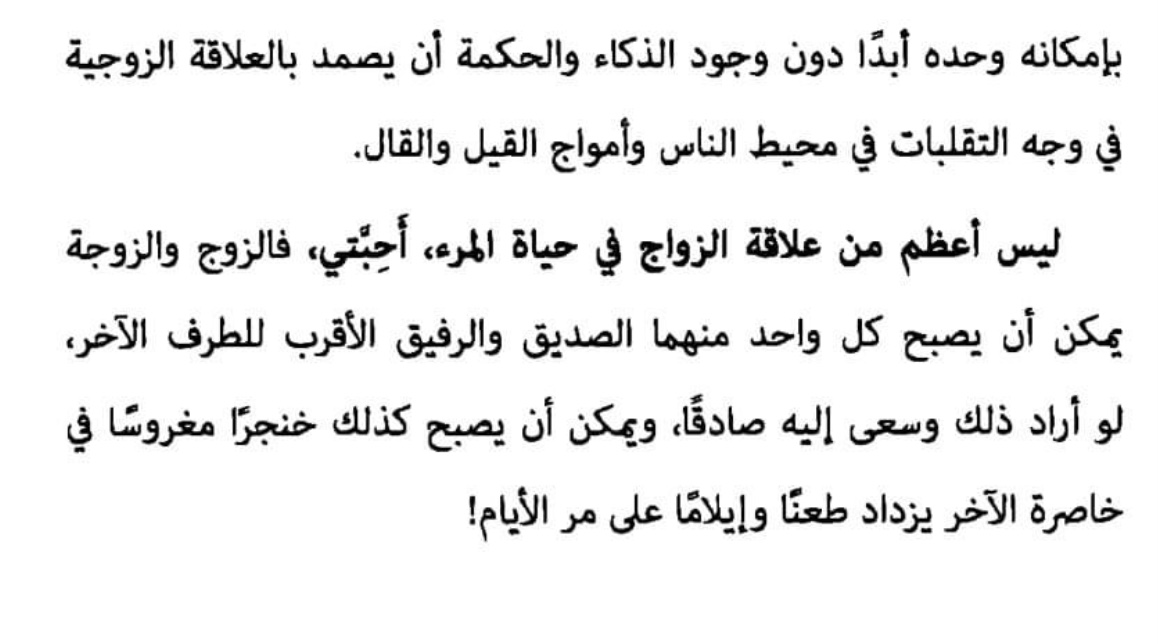 بإمكانه وحده أبدًا دون وجود الذكاء والحكمة أن يصمد بالعلاقة الزوجية
في وجه التقلبات في محيط الناس وأمواج القيل والقال.
ليس أعظم من علاقة الزواج في حياة المرء، أَحِبَّتي، فالزوج والزوجة
يمكن أن يصبح كل واحد منهما الصديق والرفيق الأقرب للطرف الآخر،
لو أراد ذلك وسعى إليه صادقًا، ويمكن أن يصبح كذلك خنجرًا مغروسًا في
خاصرة الآخر يزداد طعنًا وإيلامًا على مر الأيام!